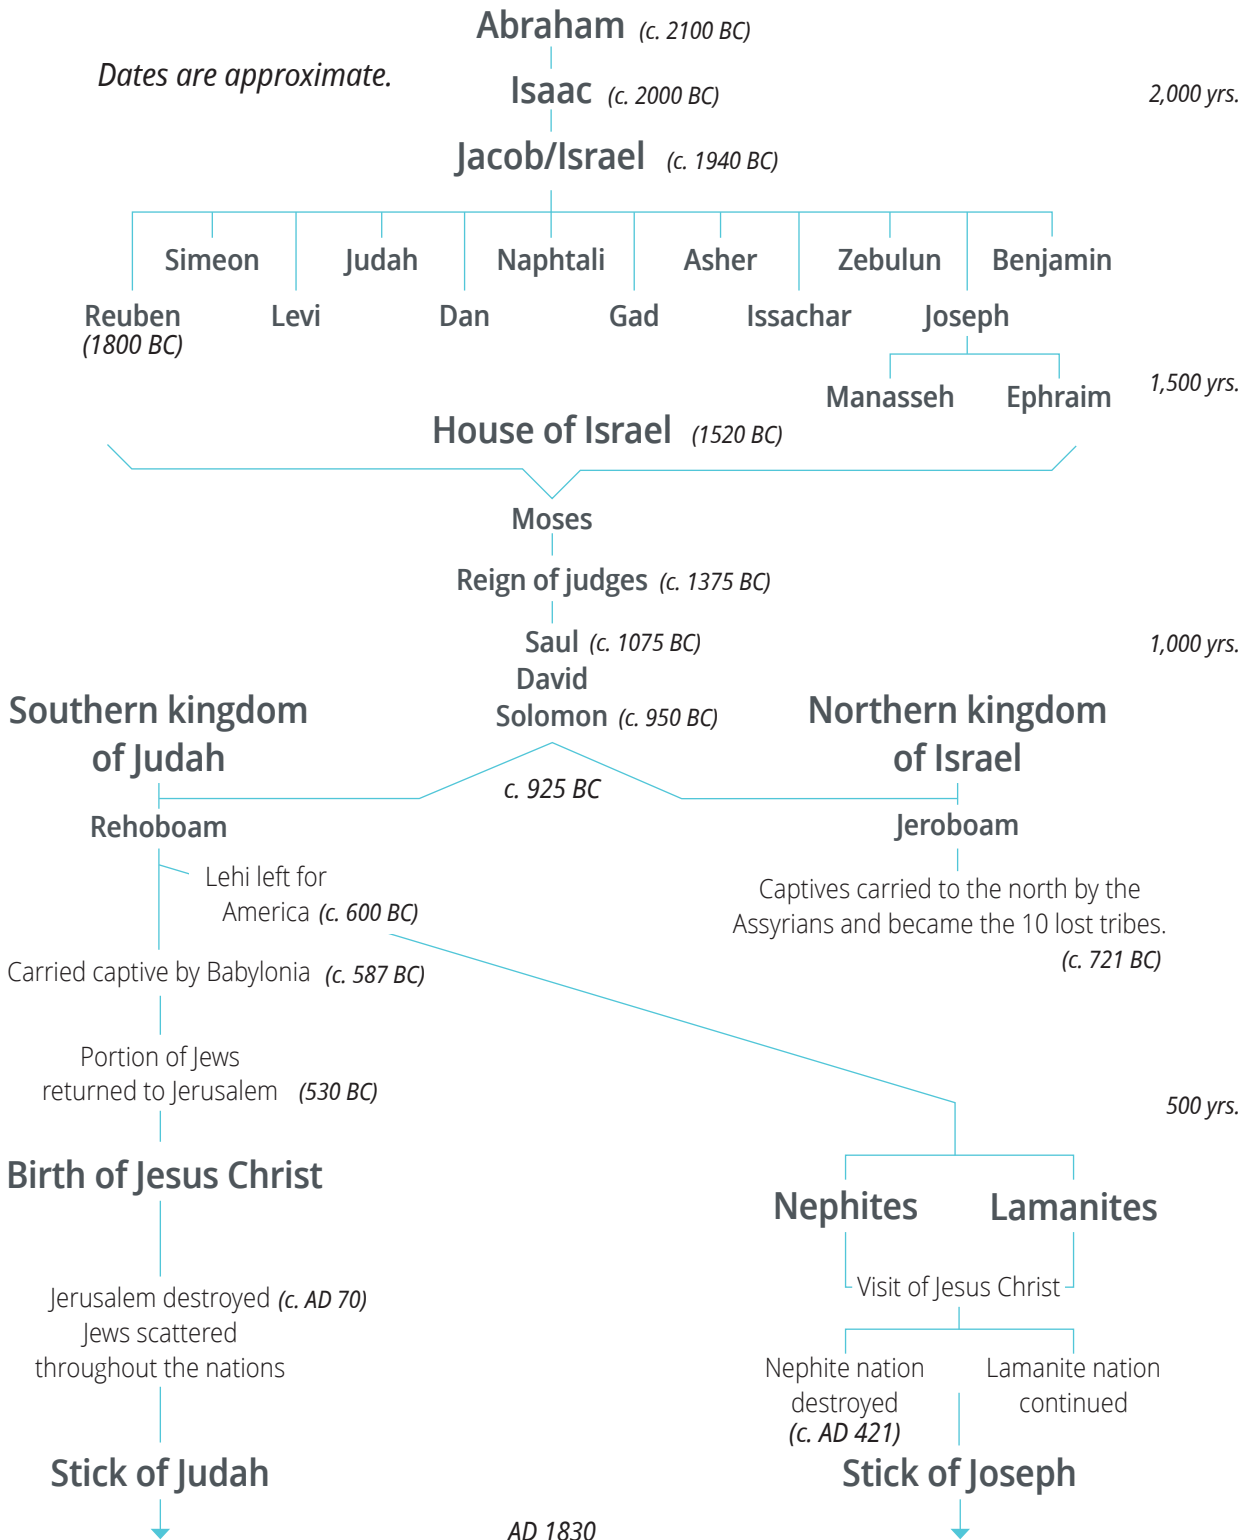 Abraham (c. 2100 BC)
Dates are approximate.
Isaac (c. 2000 BC)
2,000 yrs.
Jacob/Israel (c. 1940 BC)
Simeon Judah Naphtali Asher Zebulun Benjamin
Reuben Levi Dan Gad Issachar Joseph
(1800 BC)
1,500 yrs.
Manasseh Ephraim
House of Israel (1520 BC)
Moses
Reign of judges (c. 1375 BC)
Saul (c. 1075 BC)
1,000 yrs.
David
Solomon (c. 950 BC)
Southern kingdom
of Judah
Northern kingdom
of Israel
c. 925 BC
Rehoboam
Jeroboam
Lehi left for
America (c. 600 BC)
Captives carried to the north by the
Assyrians and became the 10 lost tribes.
(c. 721 BC)
Carried captive by Babylonia (c. 587 BC)
Portion of Jews
returned to Jerusalem (530 BC)
500 yrs.
Birth of Jesus Christ
Nephites Lamanites
Visit of Jesus Christ
Jerusalem destroyed (c. AD 70)
Jews scattered
throughout the nations
Nephite nation
destroyed
(c. AD 421)
Lamanite nation
continued
Stick of Judah
Stick of Joseph
AD 1830